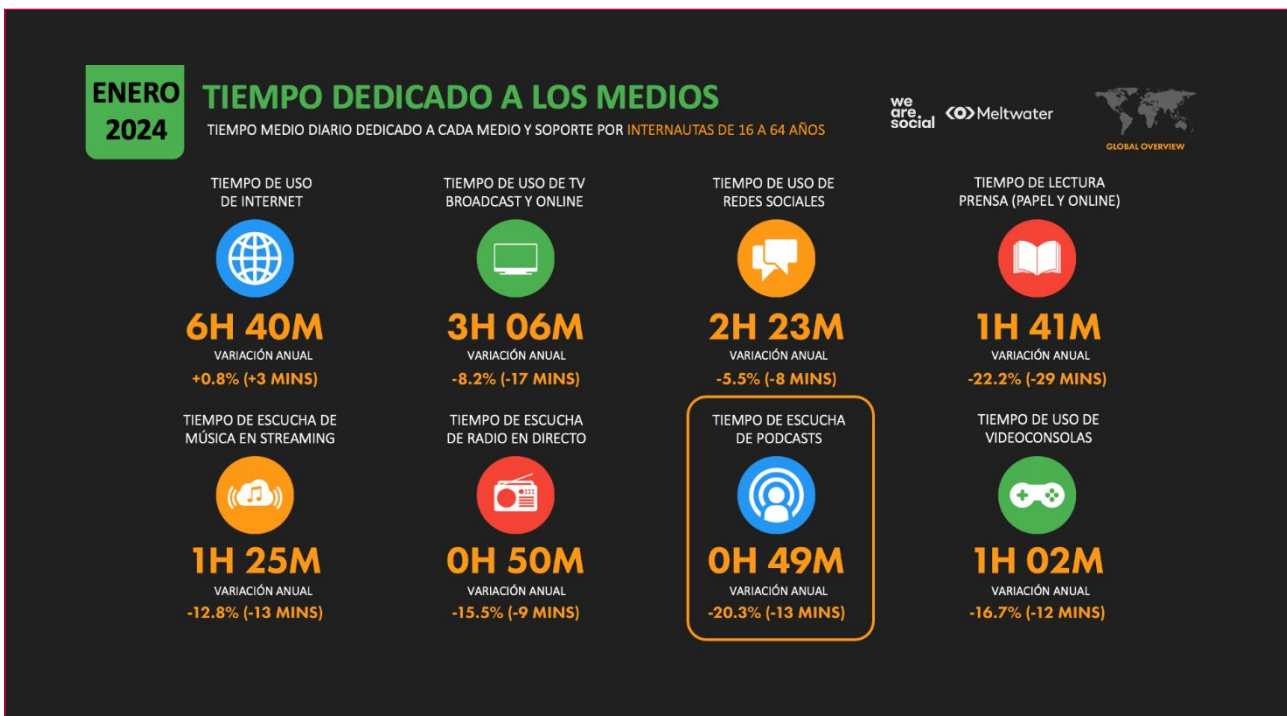 ENERO
2024
TIEMPO DEDICADO A LOS MEDIOS
TIEMPO MEDIO DIARIO DEDICADO A CADA MEDIO Y SOPORTE POR INTERNAUTAS DE 16 A 64 AÑOS
we
are
social
Meltwater
GLOBAL OVERVIEW
TIEMPO DE USO
DE INTERNET
6H 40M
VARIACIÓN ANUAL
+0.8% (+3 MINS)
TIEMPO DE USO DE TV
BROADCAST Y ONLINE
3H 06M
VARIACIÓN ANUAL
-8.2% (-17 MINS)
TIEMPO DE USO DE
REDES SOCIALES
2H 23M
VARIACIÓN ANUAL
-5.5% (-8 MINS)
TIEMPO DE LECTURA
PRENSA (PAPEL Y ONLINE)
1H 41M
VARIACIÓN ANUAL
-22.2% (-29 MINS)
TIEMPO DE ESCUCHA DE
MÚSICA EN STREAMING
1H 25M
VARIACIÓN ANUAL
-12.8% (-13 MINS)
TIEMPO DE ESCUCHA
DE RADIO EN DIRECTO
0H 50M
VARIACIÓN ANUAL
-15.5% (-9 MINS)
TIEMPO DE ESCUCHA
DE PODCASTS
0H 49M
VARIACIÓN ANUAL
-20.3% (-13 MINS)
TIEMPO DE USO DE
VIDEOCONSOLAS
1H 02M
VARIACIÓN ANUAL
-16.7% (-12 MINS)